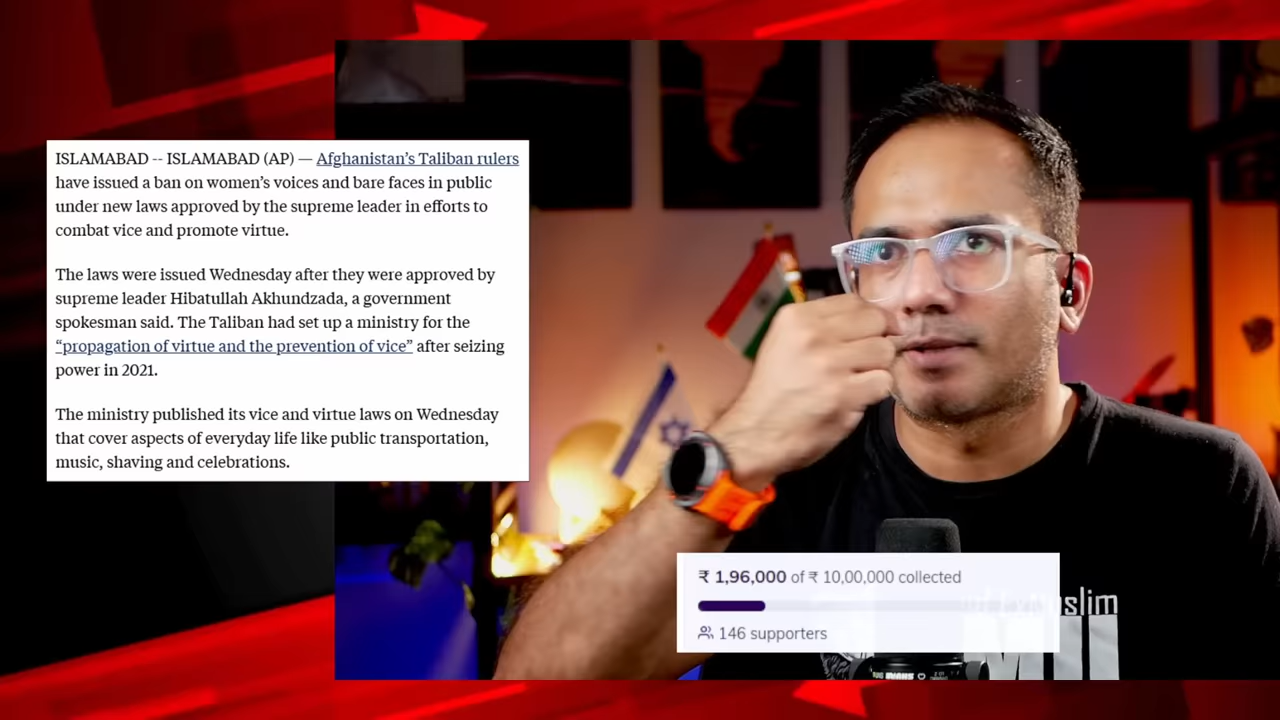 ISLAMABAD -- ISLAMABAD (AP) — Afghanistan’s Taliban rulers
have issued a ban on women’s voices and bare faces in public
under new laws approved by the supreme leader in efforts to
combat vice and promote virtue.
The laws were issued Wednesday after they were approved by
supreme leader Hibatullah Akhundzada, a government
spokesman said. The Taliban had set up a ministry for the
“propagation of virtue and the prevention of vice” after seizing
power in 2021.
The ministry published its vice and virtue laws on Wednesday
that cover aspects of everyday life like public transportation,
music, shaving and celebrations.
₹ 1,96,000 of ₹ 10,00,000 collected
146 supporters
SHURE